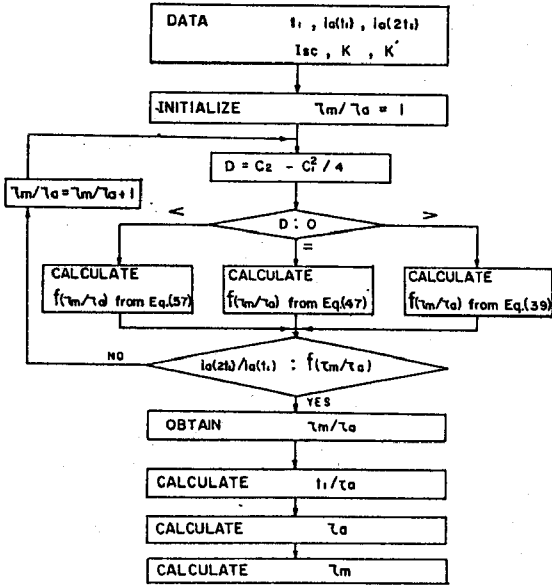 DATA t₁ , ia(t₁) , ia(2t₁)
Isc , K , K′
INITIALIZE τm/τa = 1
D = C₂ - C₁² / 4
τm/τa = τm/τa + 1
< D : 0 >
=
CALCULATE
f(τm/τa) from Eq.(57)
CALCULATE
f(τm/τa) from Eq.(47)
CALCULATE
f(τm/τa) from Eq.(39)
NO
ia(2t₁)/ia(t₁) : f(τm/τa)
YES
OBTAIN τm/τa
CALCULATE t₁/τa
CALCULATE τa
CALCULATE τm